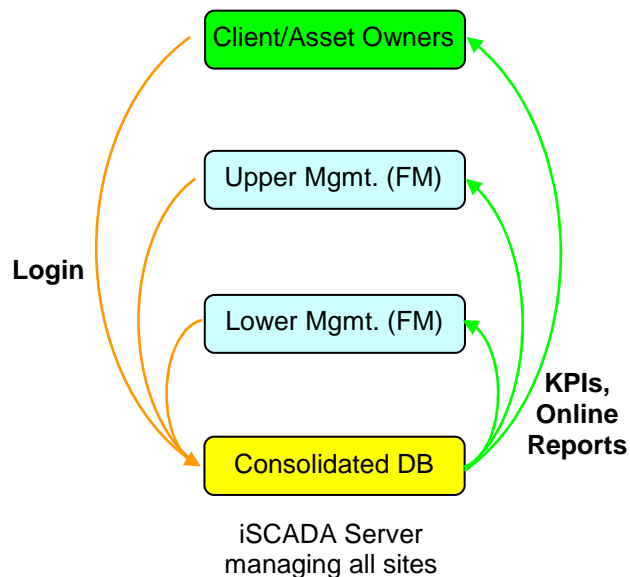 Client/Asset Owners
Upper Mgmt. (FM)
Login
Lower Mgmt. (FM)
KPIs,
Online
Reports
Consolidated DB
iSCADA Server
managing all sites